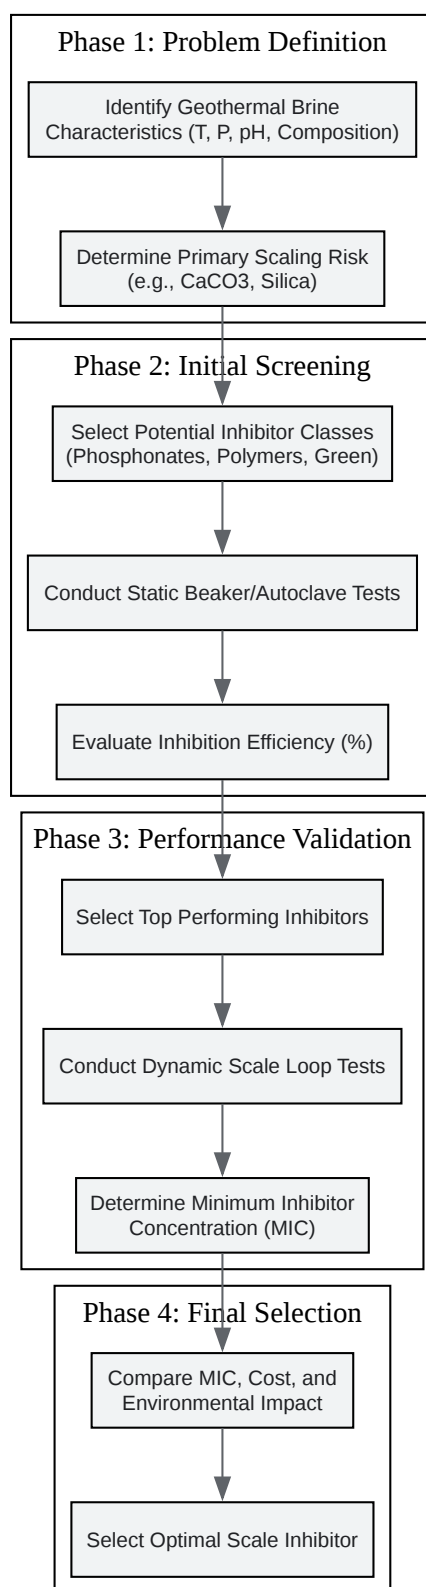 Phase 1: Problem Definition
Identify Geothermal Brine
Characteristics (T, P, pH, Composition)
Determine Primary Scaling Risk
(e.g., CaCO3, Silica)
Phase 2: Initial Screening
Select Potential Inhibitor Classes
(Phosphonates, Polymers, Green)
Conduct Static Beaker/Autoclave Tests
Evaluate Inhibition Efficiency (%)
Phase 3: Performance Validation
Select Top Performing Inhibitors
Conduct Dynamic Scale Loop Tests
Determine Minimum Inhibitor
Concentration (MIC)
Phase 4: Final Selection
Compare MIC, Cost, and
Environmental Impact
Select Optimal Scale Inhibitor